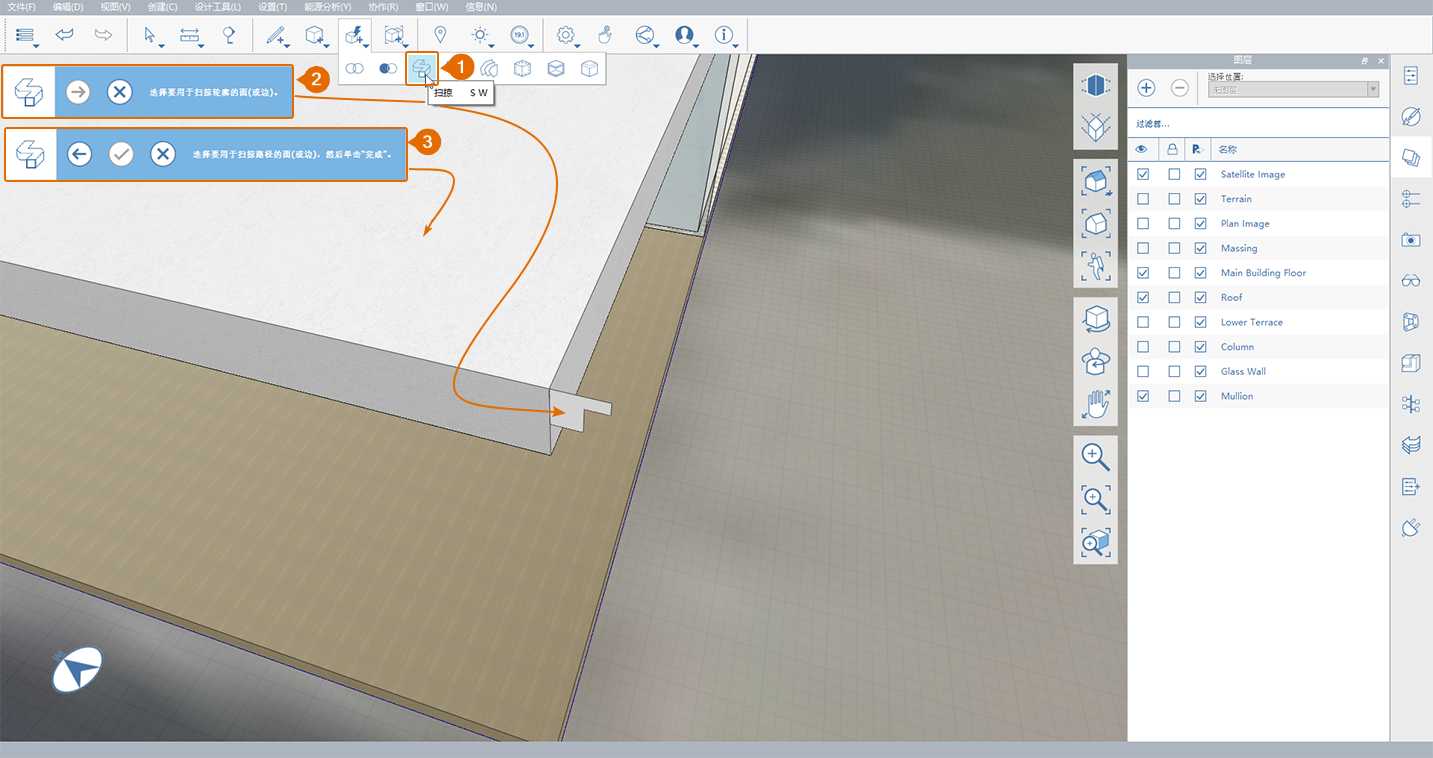 文件(F) 编辑(D) 视图(V) 创建(C) 设计工具(L) 设置(T) 能源分析(Y) 协作(R) 窗口(W) 信息(N)
19.1
1
扫掠 S W
2
选择要用于扫掠轮廓的面(或边)。
3
选择要用于扫掠路径的面(或边)，然后单击“完成”。
N
图层
选择位置:
无图层
过滤器...
名称
Satellite Image
Terrain
Plan Image
Massing
Main Building Floor
Roof
Lower Terrace
Column
Glass Wall
Mullion